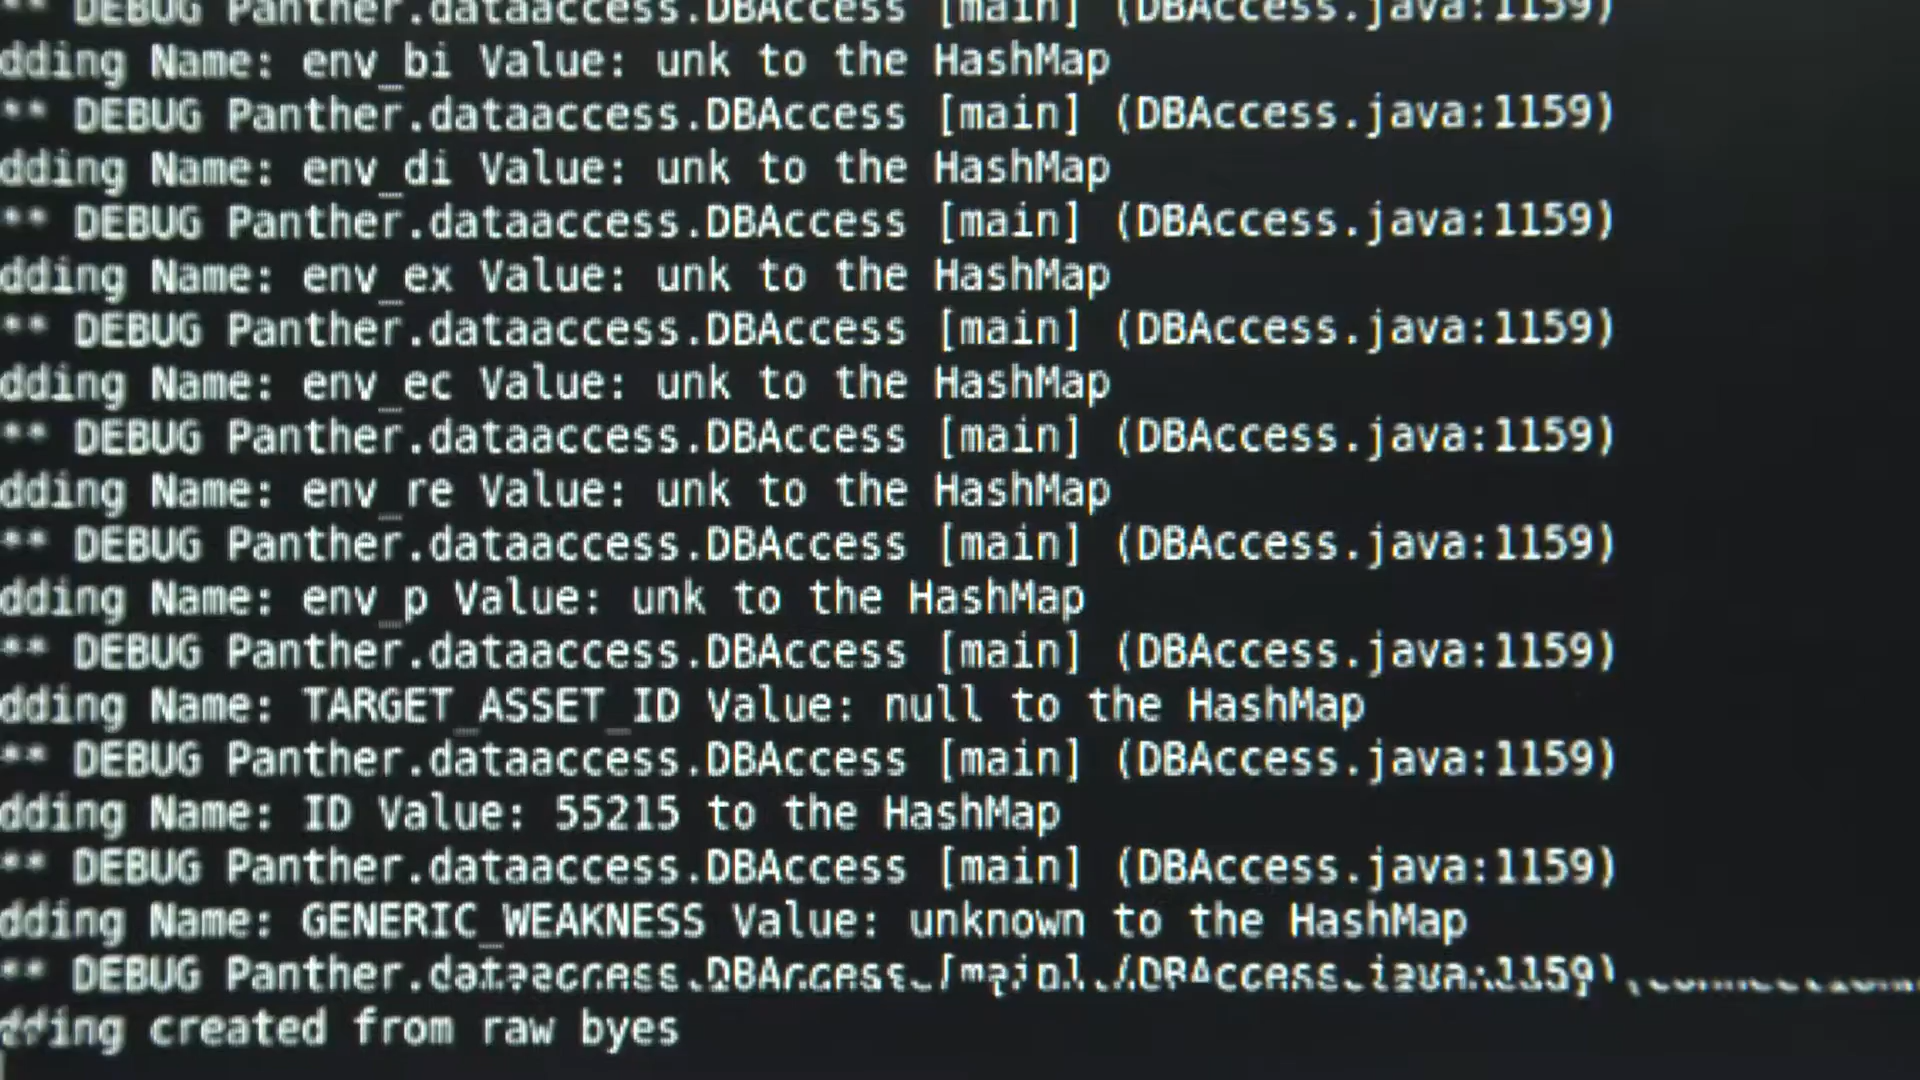 ** DEBUG Panther.dataaccess.DBAccess [main] (DBAccess.java:1159)
dding Name: env_bi Value: unk to the HashMap
** DEBUG Panther.dataaccess.DBAccess [main] (DBAccess.java:1159)
dding Name: env_di Value: unk to the HashMap
** DEBUG Panther.dataaccess.DBAccess [main] (DBAccess.java:1159)
dding Name: env_ex Value: unk to the HashMap
** DEBUG Panther.dataaccess.DBAccess [main] (DBAccess.java:1159)
dding Name: env_ec Value: unk to the HashMap
** DEBUG Panther.dataaccess.DBAccess [main] (DBAccess.java:1159)
dding Name: env_re Value: unk to the HashMap
** DEBUG Panther.dataaccess.DBAccess [main] (DBAccess.java:1159)
dding Name: env_p Value: unk to the HashMap
** DEBUG Panther.dataaccess.DBAccess [main] (DBAccess.java:1159)
dding Name: TARGET_ASSET_ID Value: null to the HashMap
** DEBUG Panther.dataaccess.DBAccess [main] (DBAccess.java:1159)
dding Name: ID Value: 55215 to the HashMap
** DEBUG Panther.dataaccess.DBAccess [main] (DBAccess.java:1159)
dding Name: GENERIC_WEAKNESS Value: unknown to the HashMap
** DEBUG Panther.dataaccess.DBAccess [main] (DBAccess.java:1159)
created from raw byes